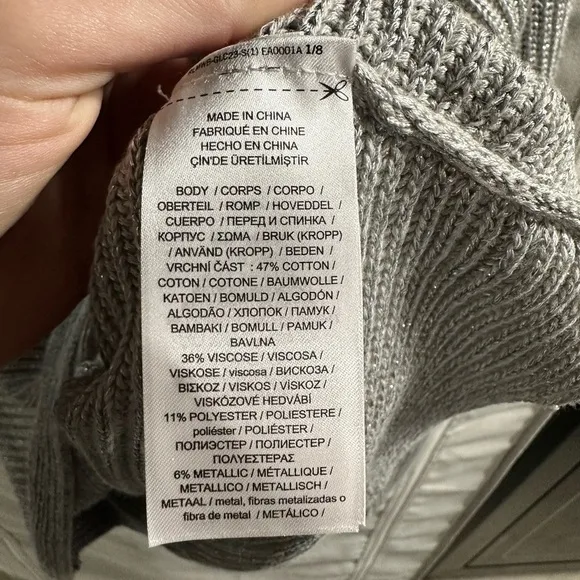 GLC23-S(1) EA0001A 1/8
MADE IN CHINA
FABRIQUÉ EN CHINE
HECHO EN CHINA
ÇİN'DE ÜRETİLMİŞTİR
BODY / CORPS / CORPO /
OBERTEIL / ROMP / HOVEDDEL /
CUERPO / ПЕРЕД И СПИНКА /
КОРПУС / ΣΩΜΑ / BRUK (KROPP)
/ ANVÄND (KROPP) / BEDEN /
VRCHNÍ ČÁST : 47% COTTON /
COTON / COTONE / BAUMWOLLE /
KATOEN / BOMULD / ALGODÓN /
ALGODÃO / ХЛОПОК / ПАМУК /
BAMBAKI / BOMULL / PAMUK /
BAVLNA
36% VISCOSE / VISCOSA /
VISKOSE / viscosa / ВИСКОЗА /
ΒΙΣΚΟΖ / VISKOS / VİSKOZ /
VISKÓZOVÉ HEDVÁBÍ
11% POLYESTER / POLIESTERE /
poliéster / POLIÉSTER /
ПОЛИЭСТЕР / ПОЛИЕСТЕР /
ΠΟΛΥΕΣΤΕΡΑΣ
6% METALLIC / MÉTALLIQUE /
METALLICO / METALLISCH /
METAAL / metal, fibras metalizadas o
fibra de metal / METÁLICO /